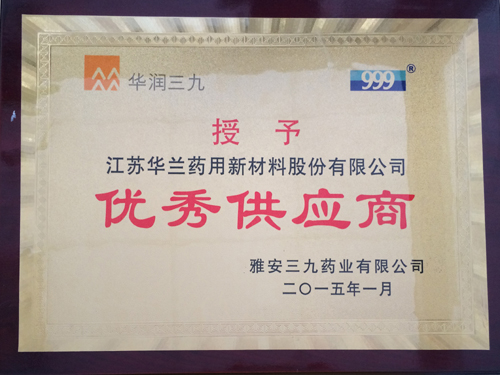 华润三九 999®
授予
江苏华兰药用新材料股份有限公司
优秀供应商
雅安三九药业有限公司
二〇一五年一月